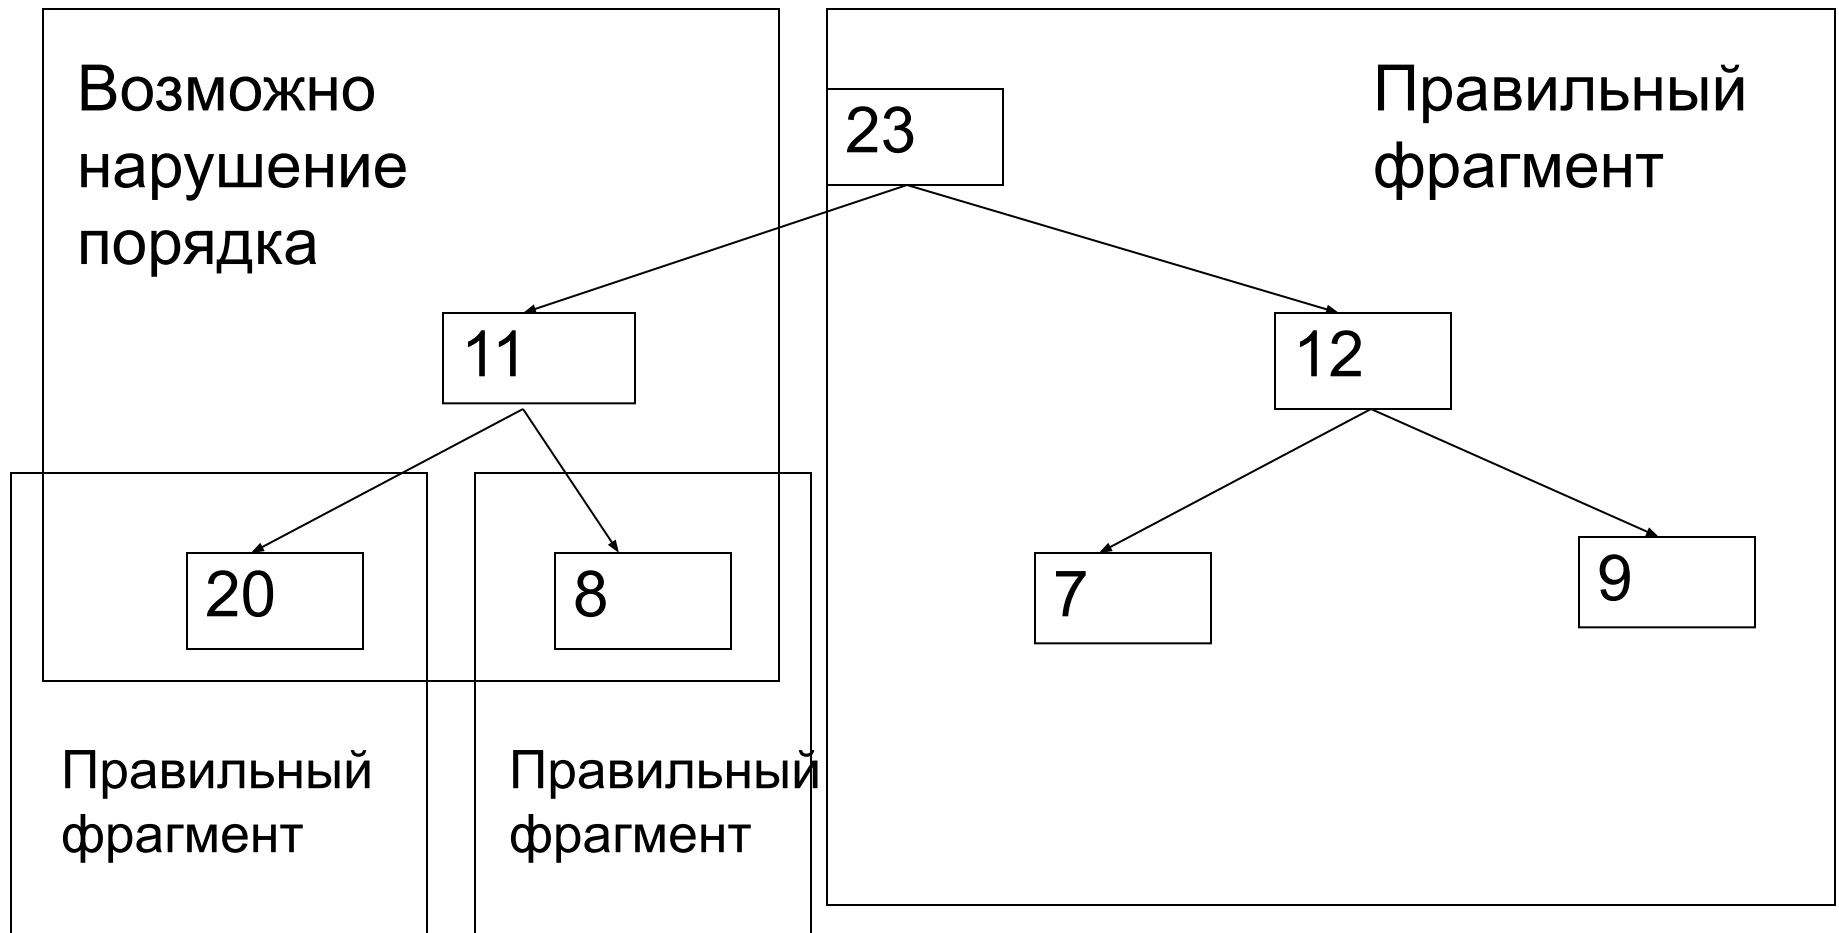 Возможно
нарушение
порядка
23
Правильный
фрагмент
11
12
20
8
7
9
Правильный
фрагмент
Правильный
фрагмент